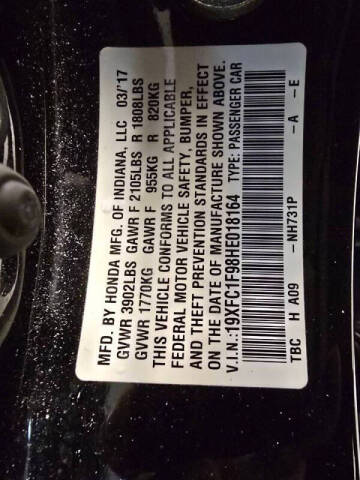 MFD. BY HONDA MFG. OF INDIANA, LLC 03/'17
GVWR 3902LBS GAWR F 2105LBS R 1808LBS
GVWR 1770KG GAWR F 955KG R 820KG
THIS VEHICLE CONFORMS TO ALL APPLICABLE
FEDERAL MOTOR VEHICLE SAFETY, BUMPER,
AND THEFT PREVENTION STANDARDS IN EFFECT
ON THE DATE OF MANUFACTURE SHOWN ABOVE.
V.I.N.:19XFC1F98HE018164 TYPE: PASSENGER CAR
TBC H A09 -NH731P -A -E